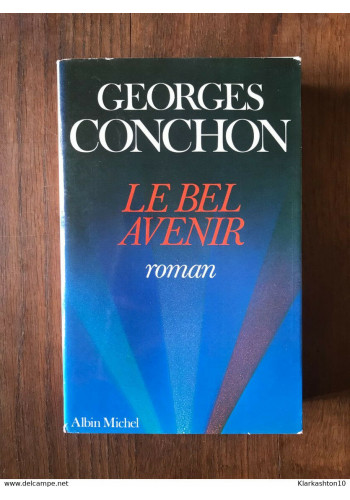 GEORGES
CONCHON
LE BEL
AVENIR
roman
Albin Michel
www.delcampe.net
Klarkashton10